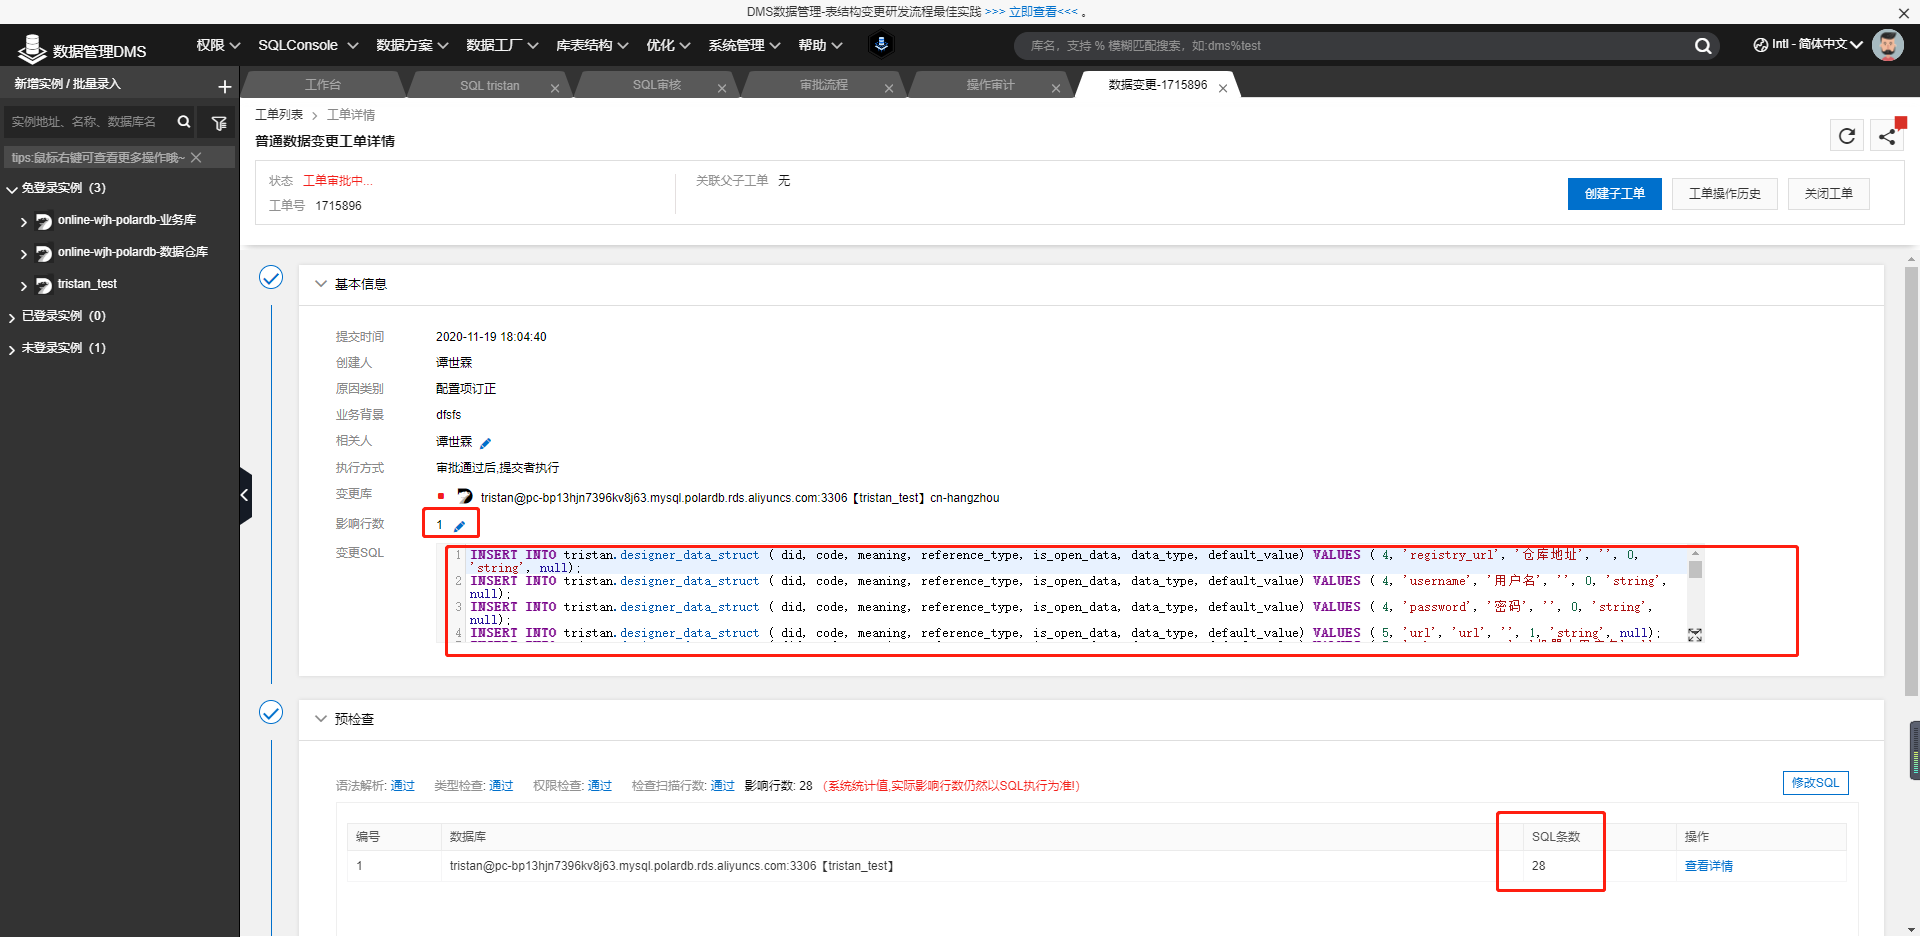 DMS数据管理-表结构变更研发流程最佳实践 >>> 立即查看<<< 。
数据管理DMS
权限 SQLConsole 数据方案 数据工厂 库表结构 优化 系统管理 帮助
库名，支持 % 模糊匹配搜索，如:dms%test
Intl - 简体中文
新增实例 / 批量录入
实例地址、名称、数据库名
tips:鼠标右键可查看更多操作哦~
免登录实例 (3)
online-wjh-polardb-业务库
online-wjh-polardb-数据仓库
tristan_test
已登录实例 (0)
未登录实例 (1)
工作台 SQL tristan SQL审核 审批流程 操作审计 数据变更-1715896
工单列表 > 工单详情
普通数据变更工单详情
状态 工单审批中...
工单号 1715896
关联父子工单 无
创建子工单 工单操作历史 关闭工单
基本信息
提交时间 2020-11-19 18:04:40
创建人 谭世霖
原因类别 配置项订正
业务背景 dfsfs
相关人 谭世霖
执行方式 审批通过后,提交者执行
变更库 tristan@pc-bp13hjn7396kv8j63.mysql.polardb.rds.aliyuncs.com:3306【tristan_test】cn-hangzhou
影响行数 1
变更SQL
1 INSERT INTO tristan.designer_data_struct ( did, code, meaning, reference_type, is_open_data, data_type, default_value) VALUES ( 4, 'registry_url', '仓库地址', '', 0,
'string', null);
2 INSERT INTO tristan.designer_data_struct ( did, code, meaning, reference_type, is_open_data, data_type, default_value) VALUES ( 4, 'username', '用户名', '', 0, 'string',
null);
3 INSERT INTO tristan.designer_data_struct ( did, code, meaning, reference_type, is_open_data, data_type, default_value) VALUES ( 4, 'password', '密码', '', 0, 'string',
null);
4 INSERT INTO tristan.designer_data_struct ( did, code, meaning, reference_type, is_open_data, data_type, default_value) VALUES ( 5, 'url', 'url', '', 1, 'string', null);
预检查
语法解析: 通过 类型检查: 通过 权限检查: 通过 检查扫描行数: 通过 影响行数: 28 (系统统计值,实际影响行数仍然以SQL执行为准!)
修改SQL
编号 数据库 SQL条数 操作
1 tristan@pc-bp13hjn7396kv8j63.mysql.polardb.rds.aliyuncs.com:3306【tristan_test】 28 查看详情